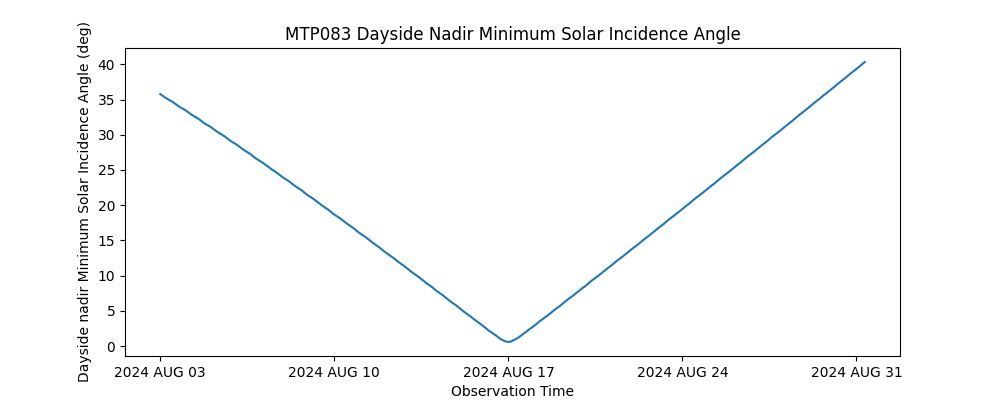 MTP083 Dayside Nadir Minimum Solar Incidence Angle
Dayside nadir Minimum Solar Incidence Angle (deg)
40
35
30
25
20
15
10
5
0
2024 AUG 03
2024 AUG 10
2024 AUG 17
2024 AUG 24
2024 AUG 31
Observation Time